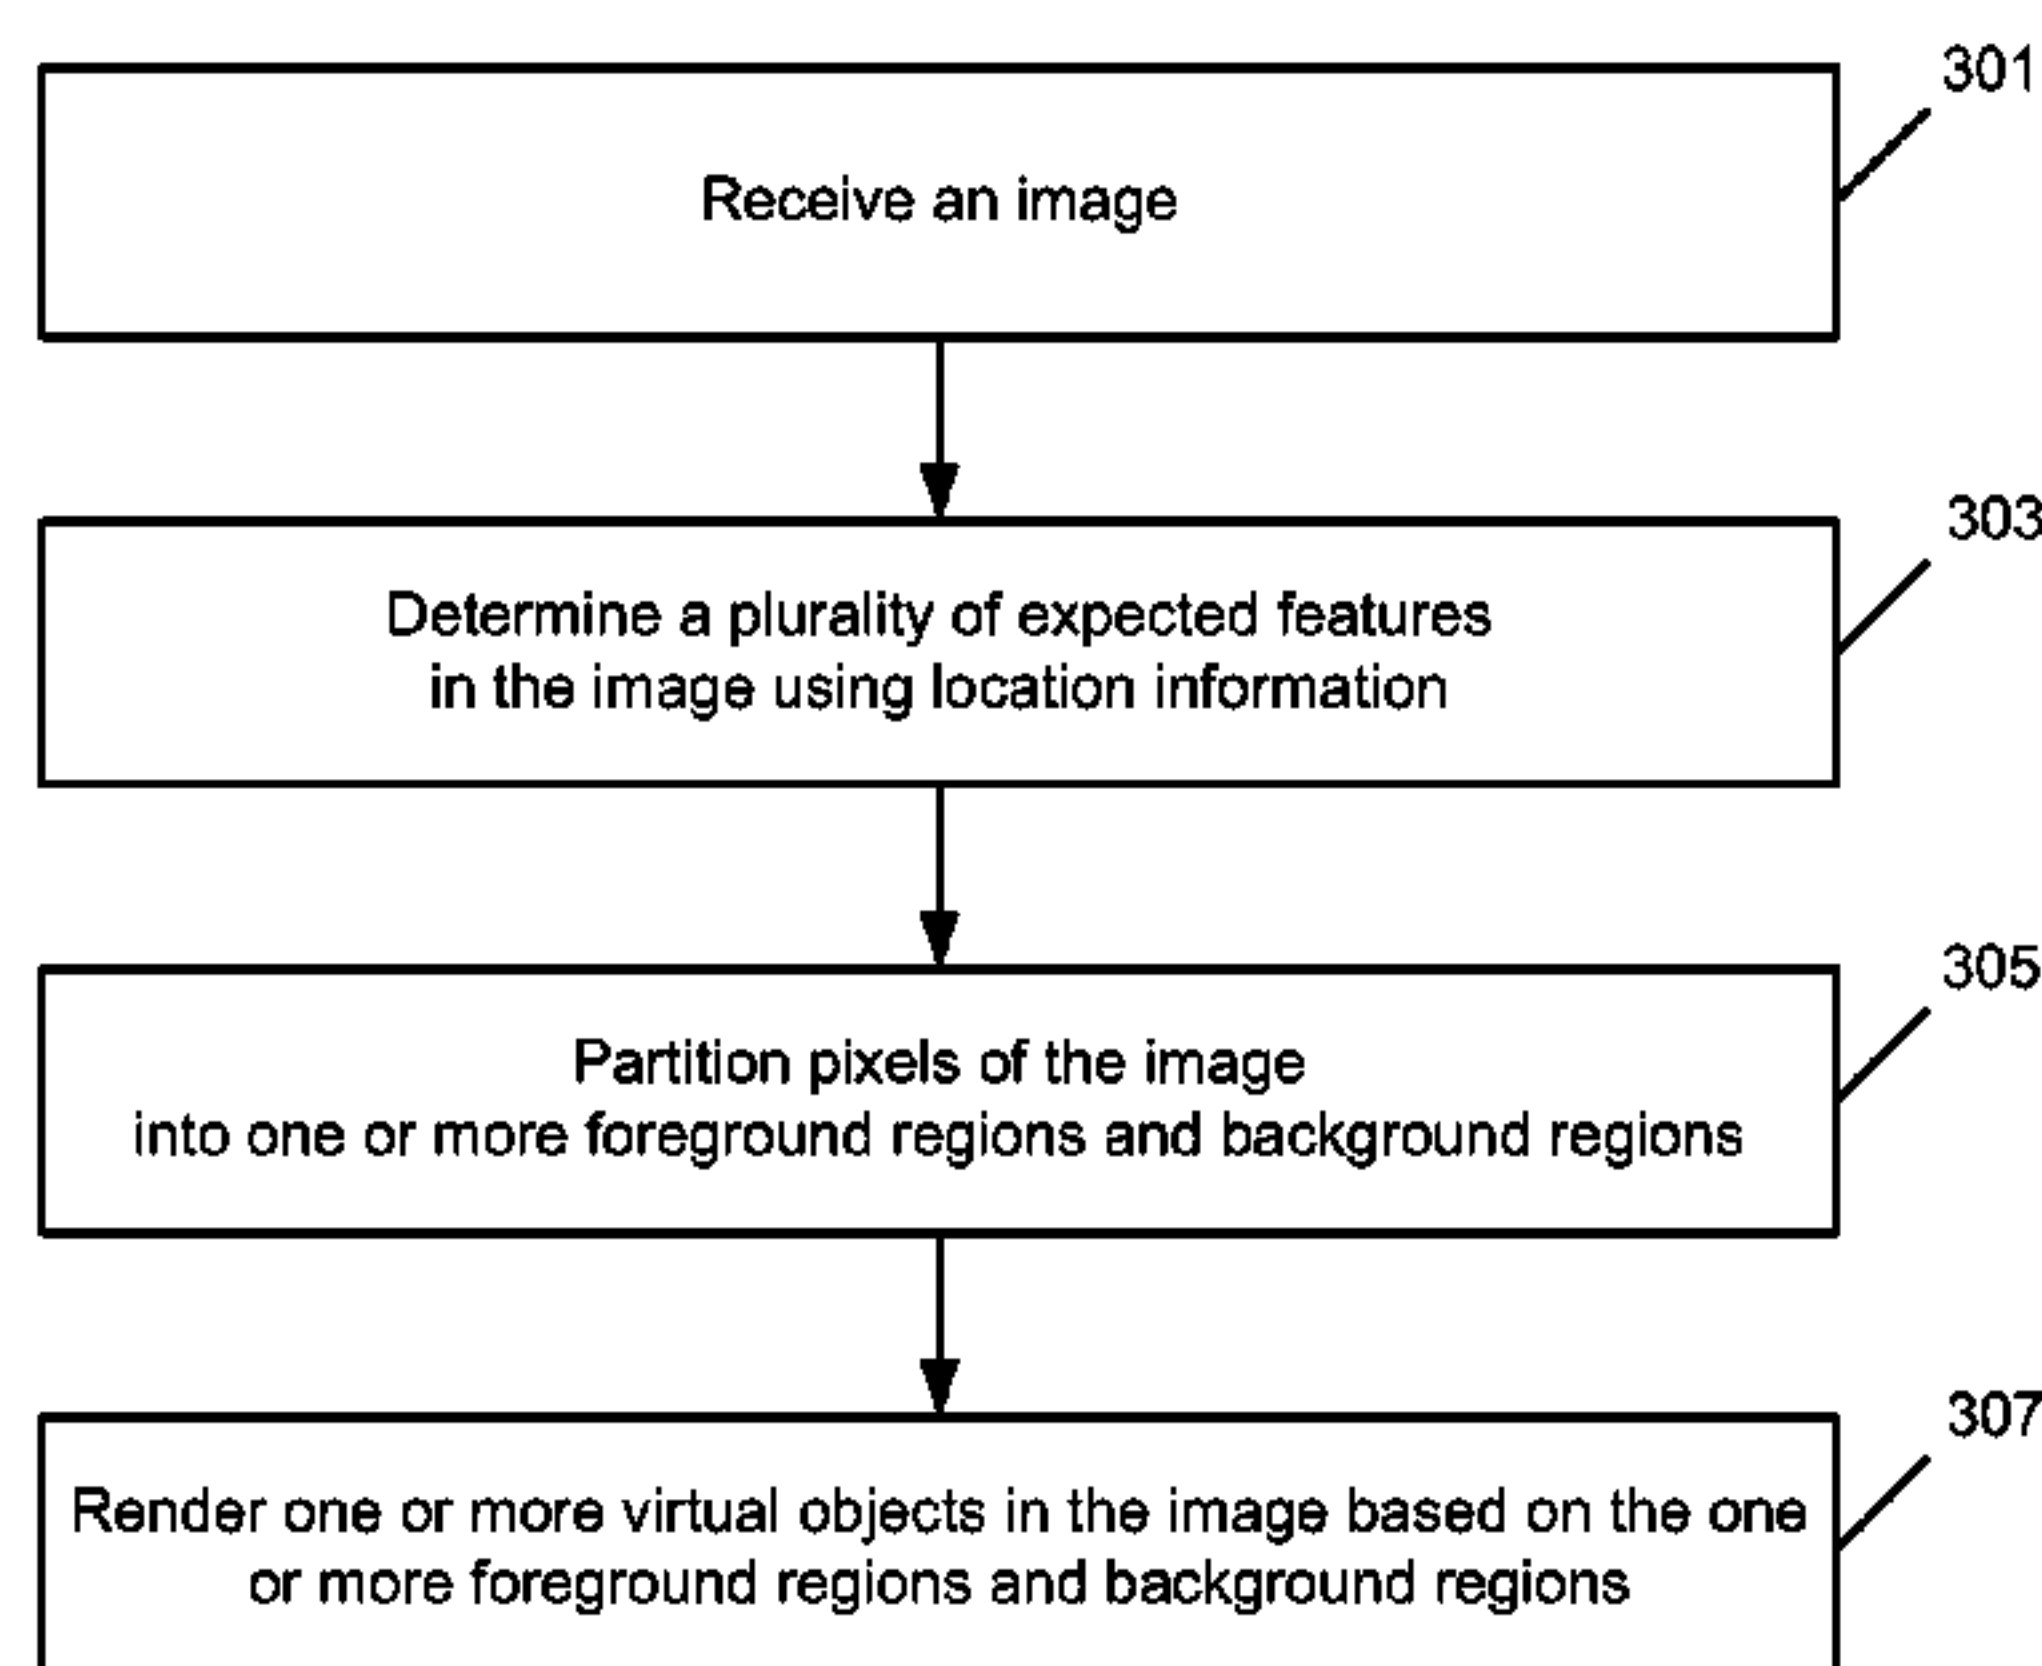 301
Receive an image
303
Determine a plurality of expected features
in the image using location information
305
Partition pixels of the image
into one or more foreground regions and background regions
307
Render one or more virtual objects in the image based on the one
or more foreground regions and background regions